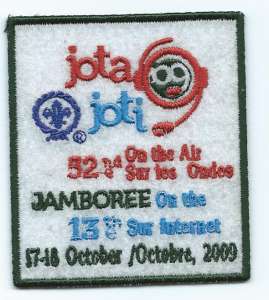 jota
joti ®
52nd On the Air
Sur les Ondes
JAMBOREE On the
13 Sur Internet
17-18 October /Octobre, 2009